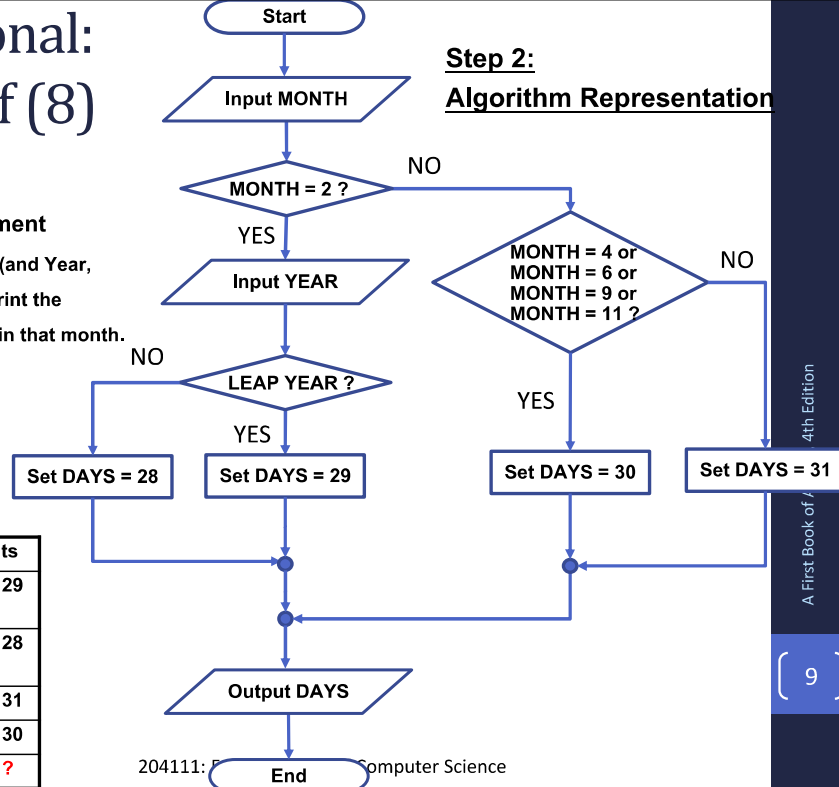 onal:
f (8)
Step 2:
Algorithm Representation
ment
(and Year,
rint the
in that month.
Start
Input MONTH
MONTH = 2 ?
NO
YES
Input YEAR
LEAP YEAR ?
NO
YES
Set DAYS = 28
Set DAYS = 29
MONTH = 4 or
MONTH = 6 or
MONTH = 9 or
MONTH = 11 ?
NO
YES
Set DAYS = 30
Set DAYS = 31
Output DAYS
End
ts
29
28
31
30
?
204111: Computer Science
A First Book of 4th Edition
9